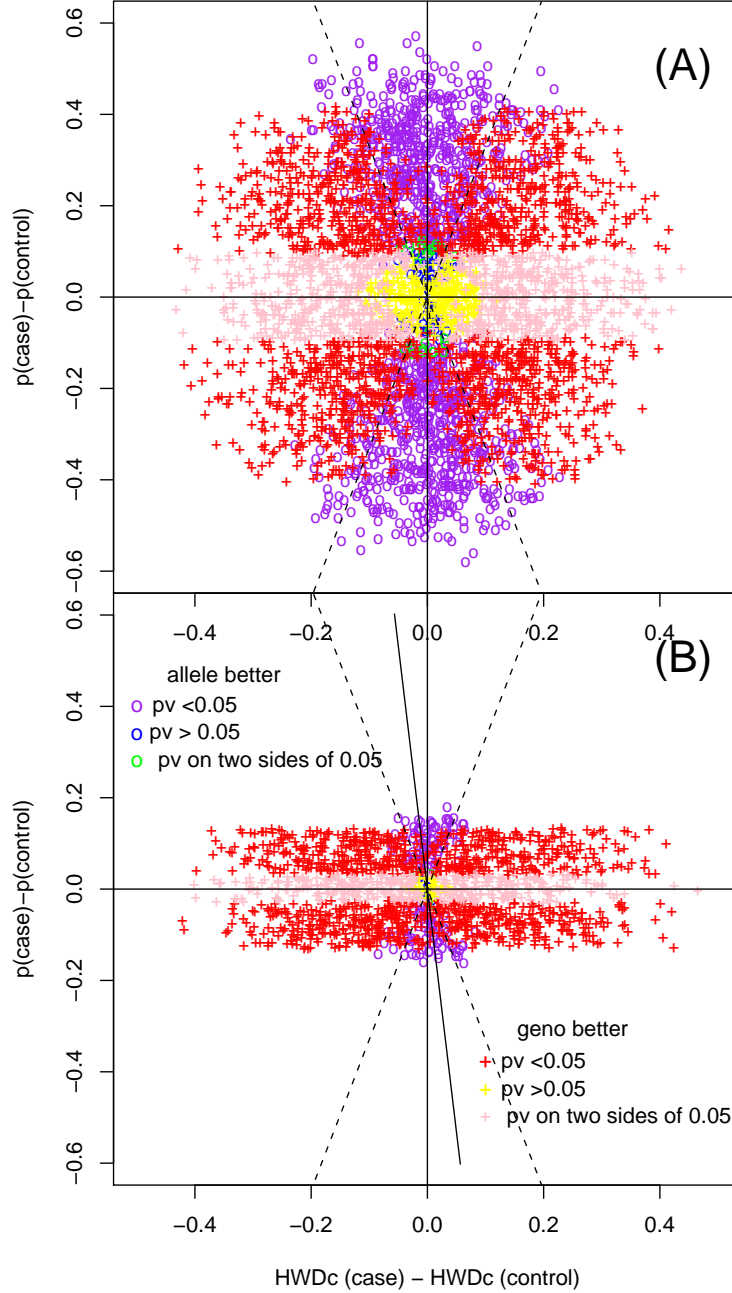 (A)
0.6
0.4
0.2
0.0
−0.2
−0.4
−0.6
p(case)−p(control)
−0.4 −0.2 0.0 0.2 0.4
(B)
0.6
0.4
0.2
0.0
−0.2
−0.4
−0.6
p(case)−p(control)
allele better
o pv <0.05
o pv > 0.05
o pv on two sides of 0.05
geno better
+ pv <0.05
+ pv >0.05
+ pv on two sides of 0.05
−0.4 −0.2 0.0 0.2 0.4
HWDc (case) − HWDc (control)